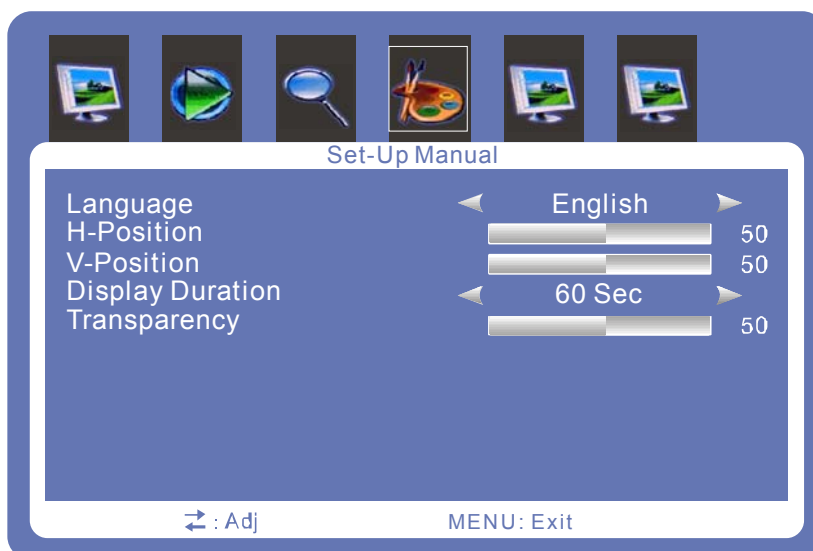 Set-Up Manual
Language English
H-Position 50
V-Position 50
Display Duration 60 Sec
Transparency 50
: Adj MENU: Exit